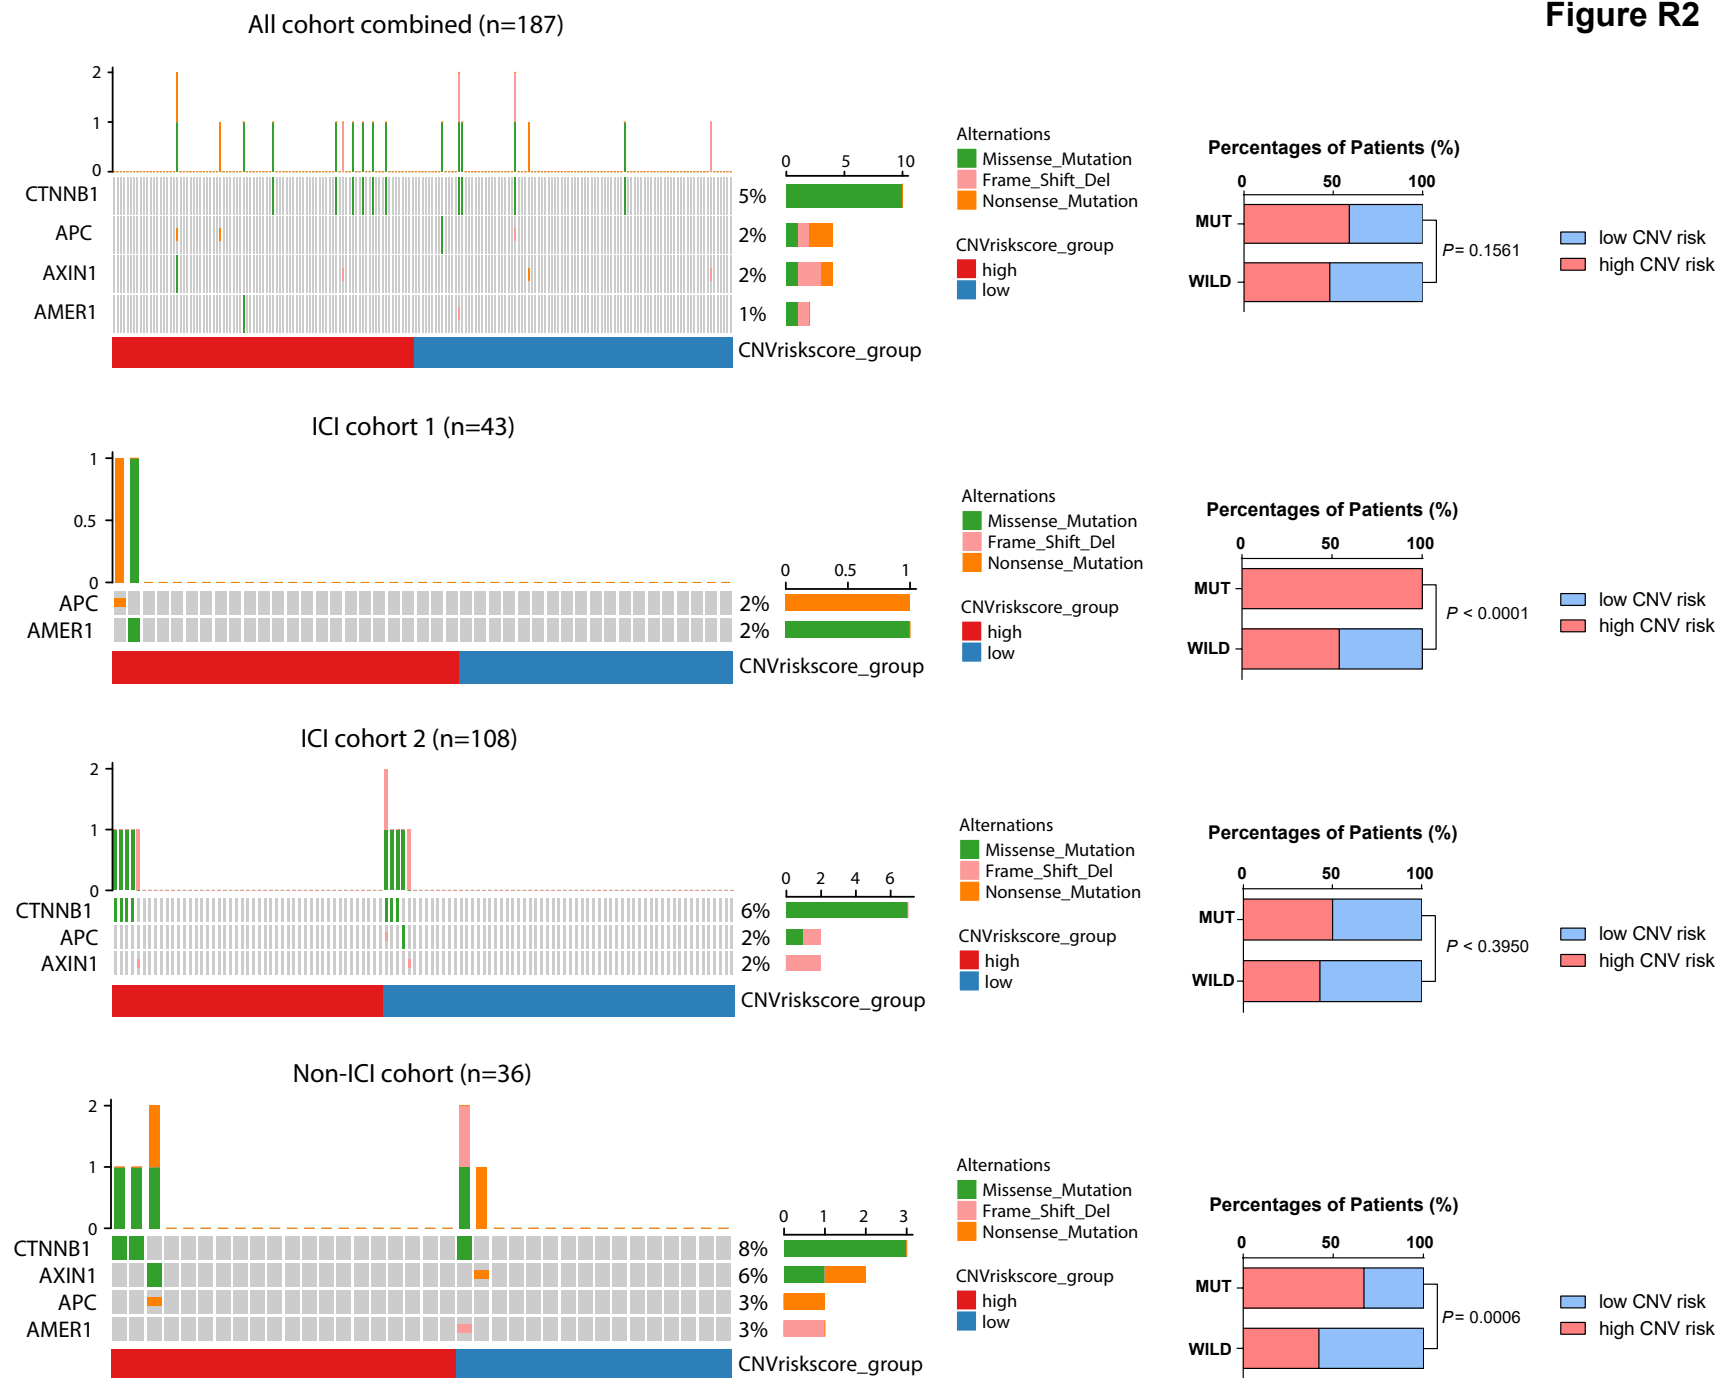 Figure R2
All cohort combined (n=187)
2
1
0
CTNNB1
APC
AXIN1
AMER1
0 5 10
5%
2%
2%
1%
CNVriskscore_group
Alternations
Missense_Mutation
Frame_Shift_Del
Nonsense_Mutation
CNVriskscore_group
high
low
Percentages of Patients (%)
0 50 100
MUT
WILD
P= 0.1561
low CNV risk
high CNV risk
ICI cohort 1 (n=43)
1
0.5
0
APC
AMER1
0 0.5 1
2%
2%
CNVriskscore_group
Alternations
Missense_Mutation
Frame_Shift_Del
Nonsense_Mutation
CNVriskscore_group
high
low
Percentages of Patients (%)
0 50 100
MUT
WILD
P < 0.0001
low CNV risk
high CNV risk
ICI cohort 2 (n=108)
2
1
0
CTNNB1
APC
AXIN1
0 2 4 6
6%
2%
2%
CNVriskscore_group
Alternations
Missense_Mutation
Frame_Shift_Del
Nonsense_Mutation
CNVriskscore_group
high
low
Percentages of Patients (%)
0 50 100
MUT
WILD
P < 0.3950
low CNV risk
high CNV risk
Non-ICI cohort (n=36)
2
1
0
CTNNB1
AXIN1
APC
AMER1
0 1 2 3
8%
6%
3%
3%
CNVriskscore_group
Alternations
Missense_Mutation
Frame_Shift_Del
Nonsense_Mutation
CNVriskscore_group
high
low
Percentages of Patients (%)
0 50 100
MUT
WILD
P= 0.0006
low CNV risk
high CNV risk